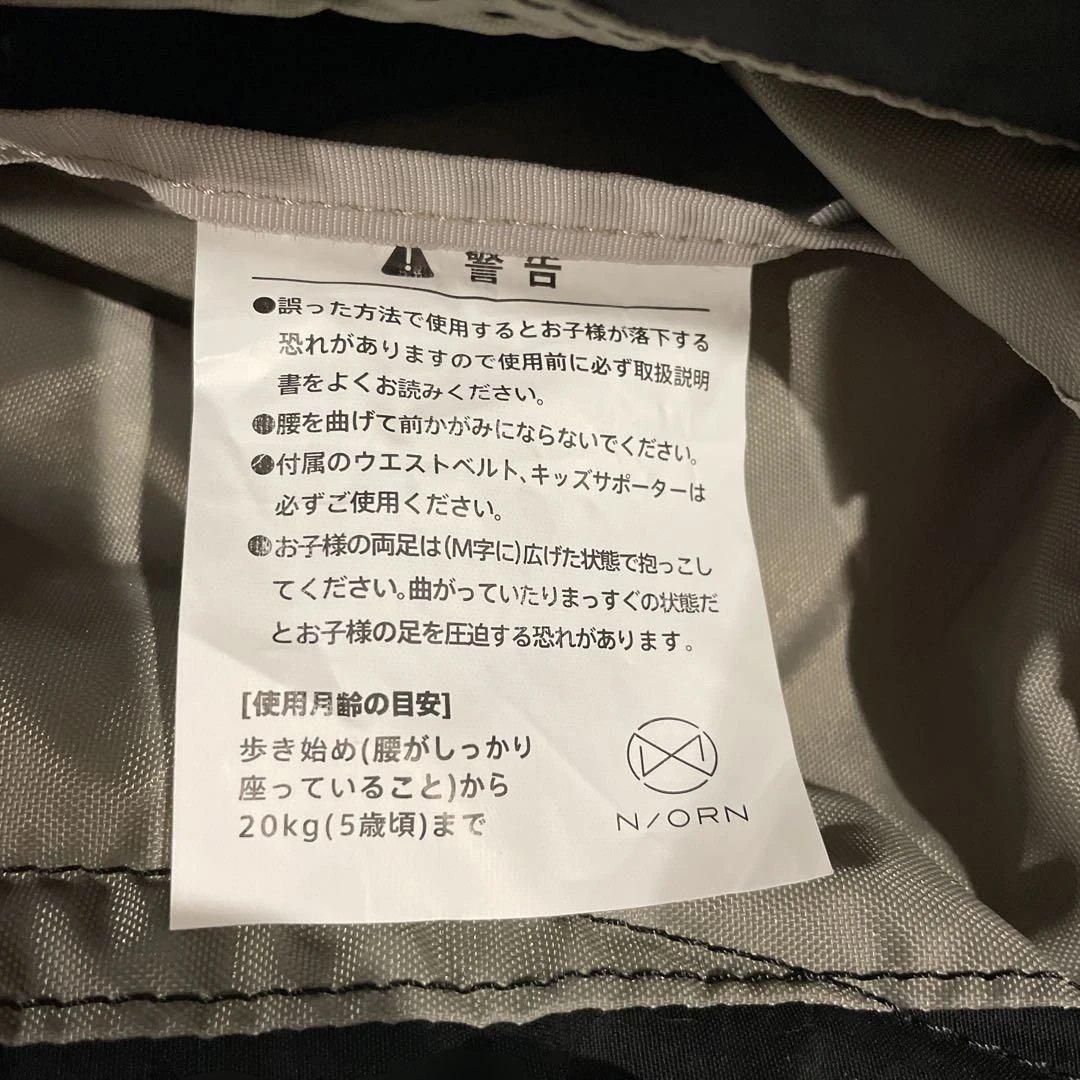 警告
●誤った方法で使用するとお子様が落下する
恐れがありますので使用前に必ず取扱説明
書をよくお読みください。
●腰を曲げて前かがみにならないでください。
●付属のウエストベルト、キッズサポーターは
必ずご使用ください。
●お子様の両足は(M字に)広げた状態で抱っこし
てください。曲がっていたりまっすぐの状態だ
とお子様の足を圧迫する恐れがあります。
[使用月齢の目安]
歩き始め(腰がしっかり
座っていること)から
20kg(5歳頃)まで
N/ORN